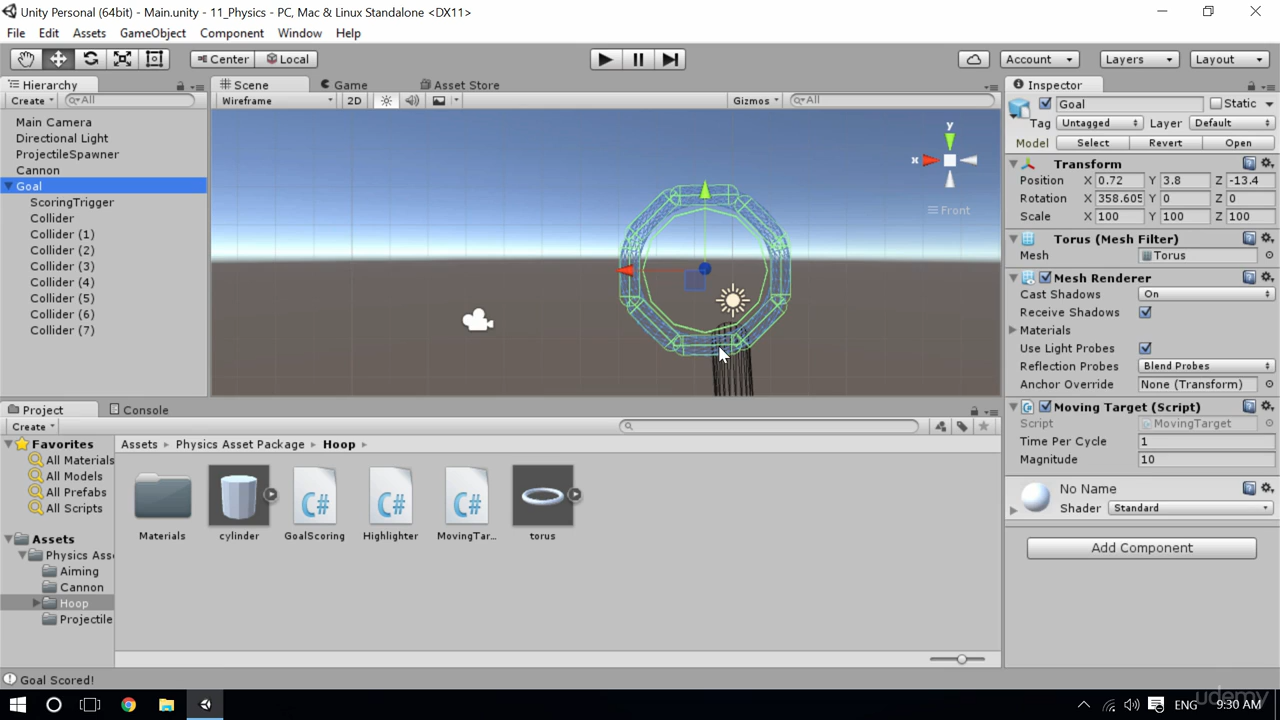 Unity Personal (64bit) - Main.unity - 11_Physics - PC, Mac & Linux Standalone <DX11>
File Edit Assets GameObject Component Window Help
Center Local Account Layers Layout
Hierarchy
Create All
Main Camera
Directional Light
ProjectileSpawner
Cannon
Goal
ScoringTrigger
Collider
Collider (1)
Collider (2)
Collider (3)
Collider (4)
Collider (5)
Collider (6)
Collider (7)
Scene Game Asset Store
Wireframe 2D Gizmos All
y
x
Front
Inspector
Goal Static
Tag Untagged Layer Default
Model Select Revert Open
Transform
Position X 0.72 Y 3.8 Z -13.4
Rotation X 358.605 Y 0 Z 0
Scale X 100 Y 100 Z 100
Torus (Mesh Filter)
Mesh Torus
Mesh Renderer
Cast Shadows On
Receive Shadows
Materials
Use Light Probes
Reflection Probes Blend Probes
Anchor Override None (Transform)
Moving Target (Script)
Script MovingTarget
Time Per Cycle 1
Magnitude 10
No Name
Shader Standard
Add Component
Project Console
Create
Favorites
All Materials
All Models
All Prefabs
All Scripts
Assets
Physics Ass
Aiming
Cannon
Hoop
Projectile
Assets Physics Asset Package Hoop
Materials cylinder GoalScoring Highlighter MovingTar... torus
C# C# C#
Goal Scored!
ENG 9:30 AM
udemy